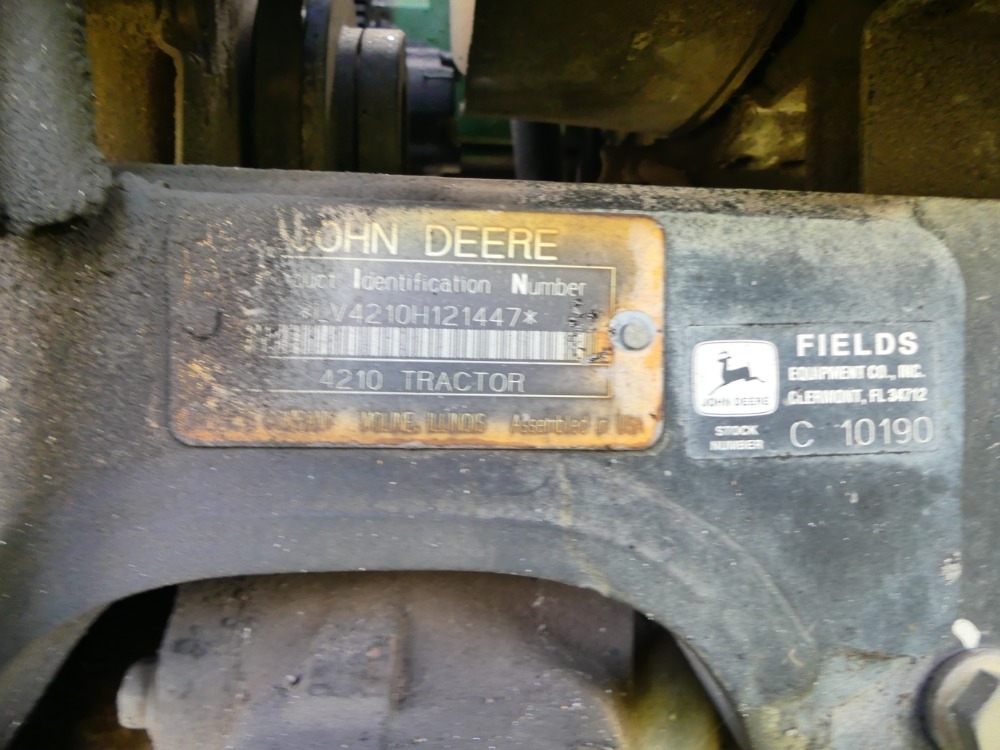 JOHN DEERE
Identification Number
V4210H121447*
4210 TRACTOR
MOLINE, ILLINOIS Assembled in USA
JOHN DEERE
FIELDS
EQUIPMENT CO., INC.
CLERMONT, FL 34712
STOCK
NUMBER
C 10190